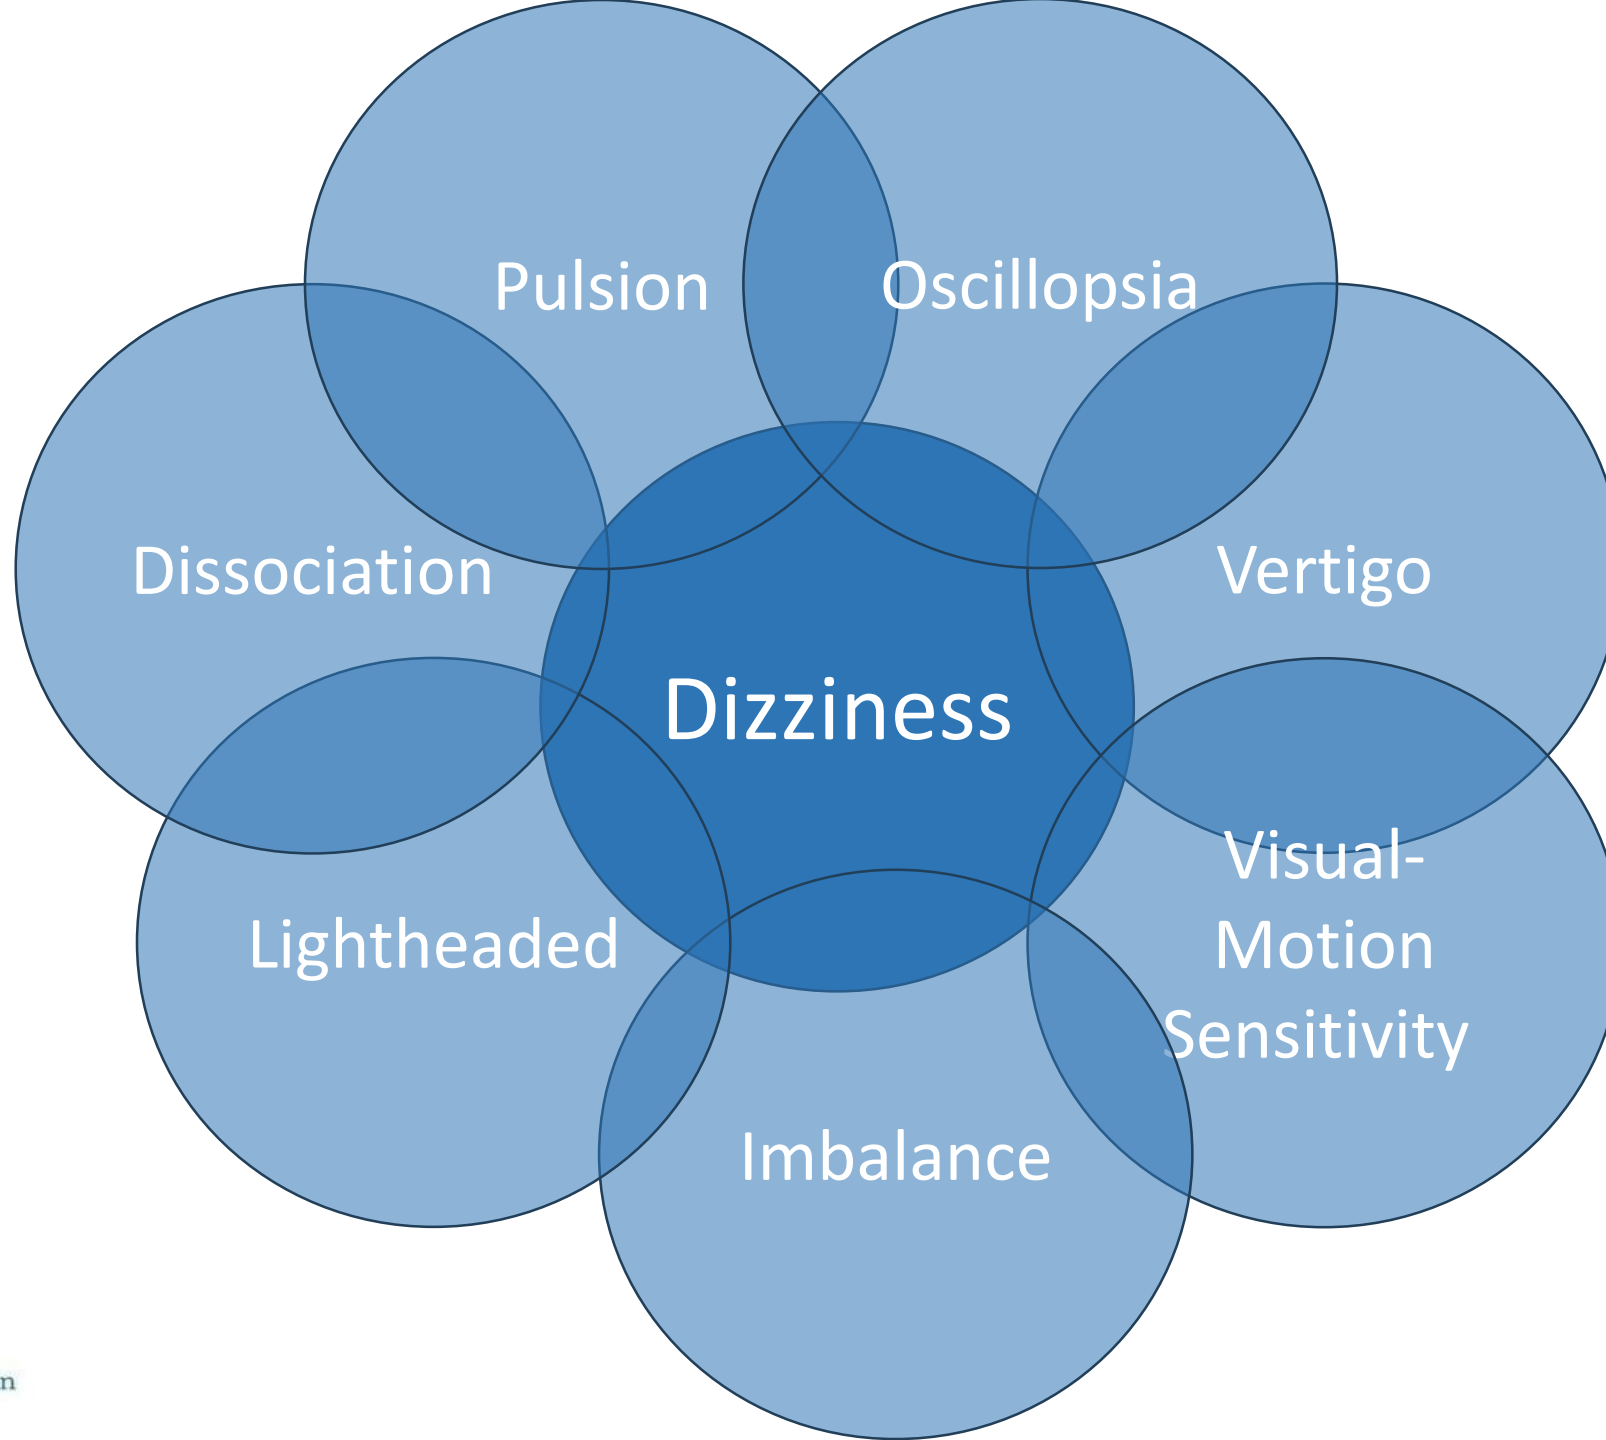 Pulsion
Oscillopsia
Dissociation
Vertigo
Dizziness
Visual-
Motion
Sensitivity
Lightheaded
Imbalance
n